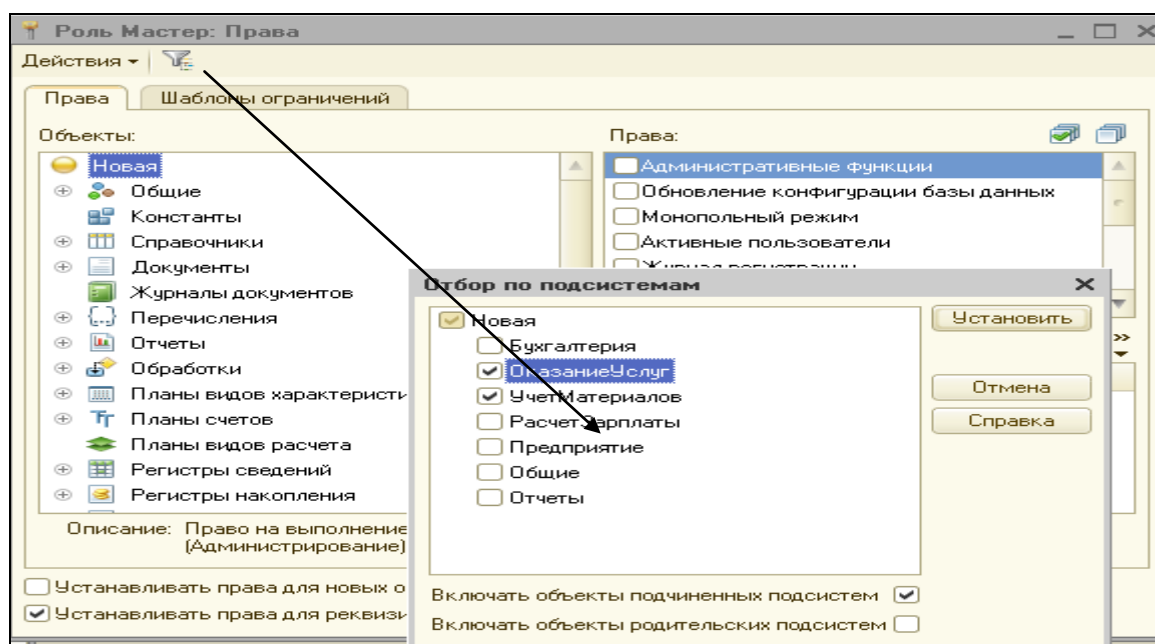 Роль Мастер: Права
Действия
Права
Шаблоны ограничений
Объекты:
Новая
Общие
Константы
Справочники
Документы
Журналы документов
Перечисления
Отчеты
Обработки
Планы видов характеристи
Планы счетов
Планы видов расчета
Регистры сведений
Регистры накопления
Описание: Право на выполнение
(Администрирование)
Устанавливать права для новых о
Устанавливать права для реквизи
Права:
Административные функции
Обновление конфигурации базы данных
Монопольный режим
Активные пользователи
Журнал регистрации
Отбор по подсистемам
Новая
Бухгалтерия
ОказаниеУслуг
УчетМатериалов
РасчетЗарплаты
Предприятие
Общие
Отчеты
Установить
Отмена
Справка
Включать объекты подчиненных подсистем
Включать объекты родительских подсистем